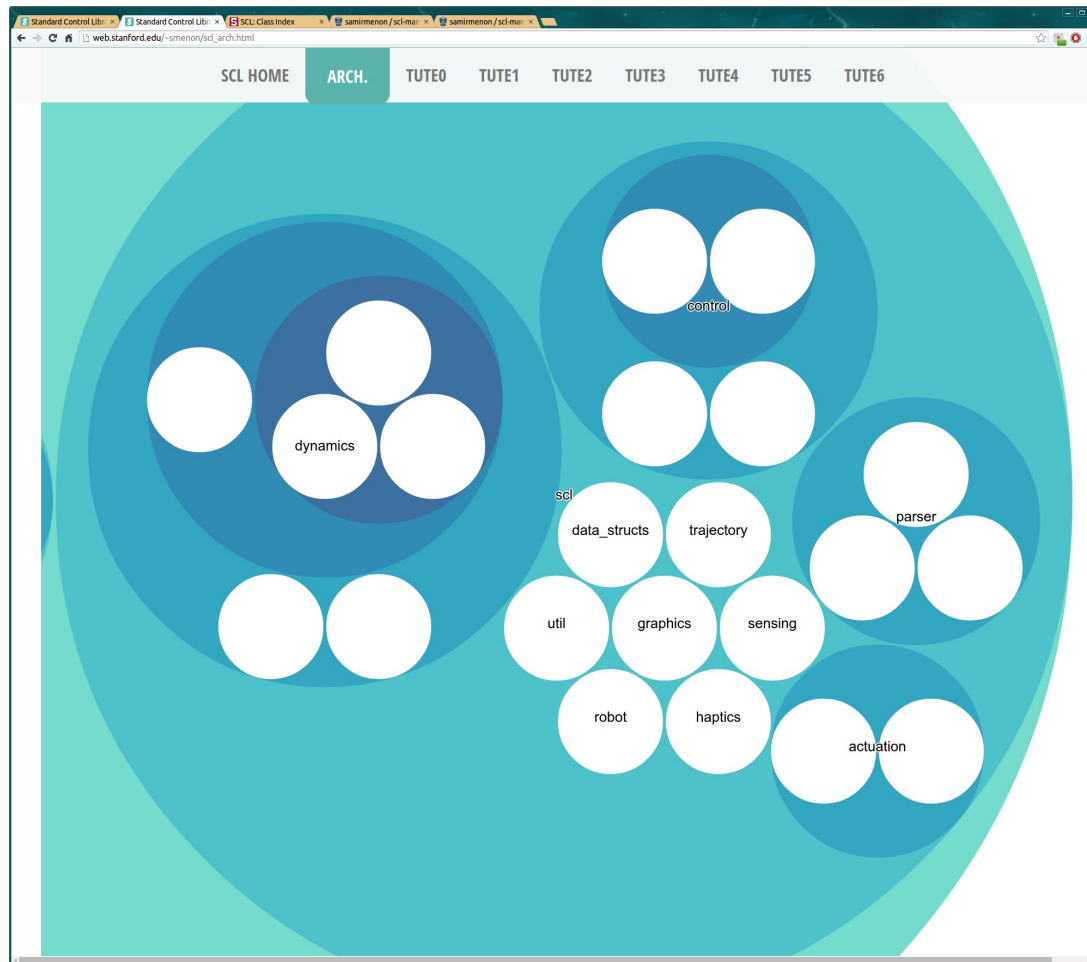 Standard Control Libr
Standard Control Libr
SCL: Class Index
samirmenon / scl-man
samirmenon / scl-man
web.stanford.edu/~smenon/scl_arch.html
SCL HOME
ARCH.
TUTE0
TUTE1
TUTE2
TUTE3
TUTE4
TUTE5
TUTE6
control
dynamics
scl
data_structs
trajectory
parser
util
graphics
sensing
robot
haptics
actuation